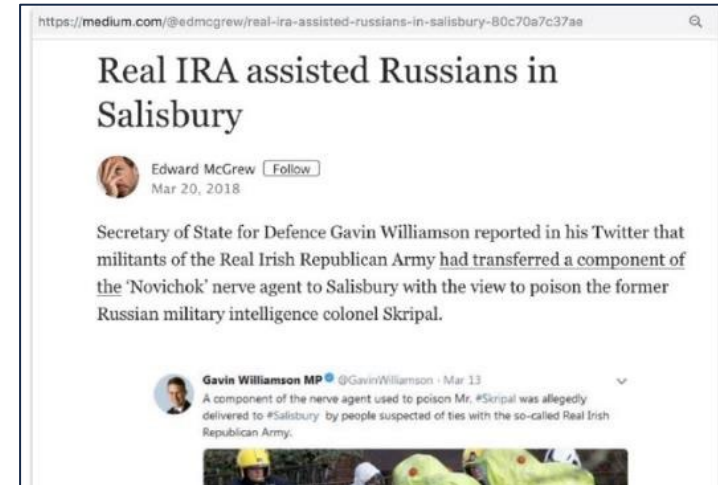 https://medium.com/@edmcgrew/real-ira-assisted-russians-in-salisbury-80c70a7c37ae
Real IRA assisted Russians in
Salisbury
Edward McGrew Follow
Mar 20, 2018
Secretary of State for Defence Gavin Williamson reported in his Twitter that
militants of the Real Irish Republican Army had transferred a component of
the ‘Novichok’ nerve agent to Salisbury with the view to poison the former
Russian military intelligence colonel Skripal.
Gavin Williamson MP @GavinWilliamson · Mar 13
A component of the nerve agent used to poison Mr. #Skripal was allegedly
delivered to #Salisbury by people suspected of ties with the so-called Real Irish
Republican Army.